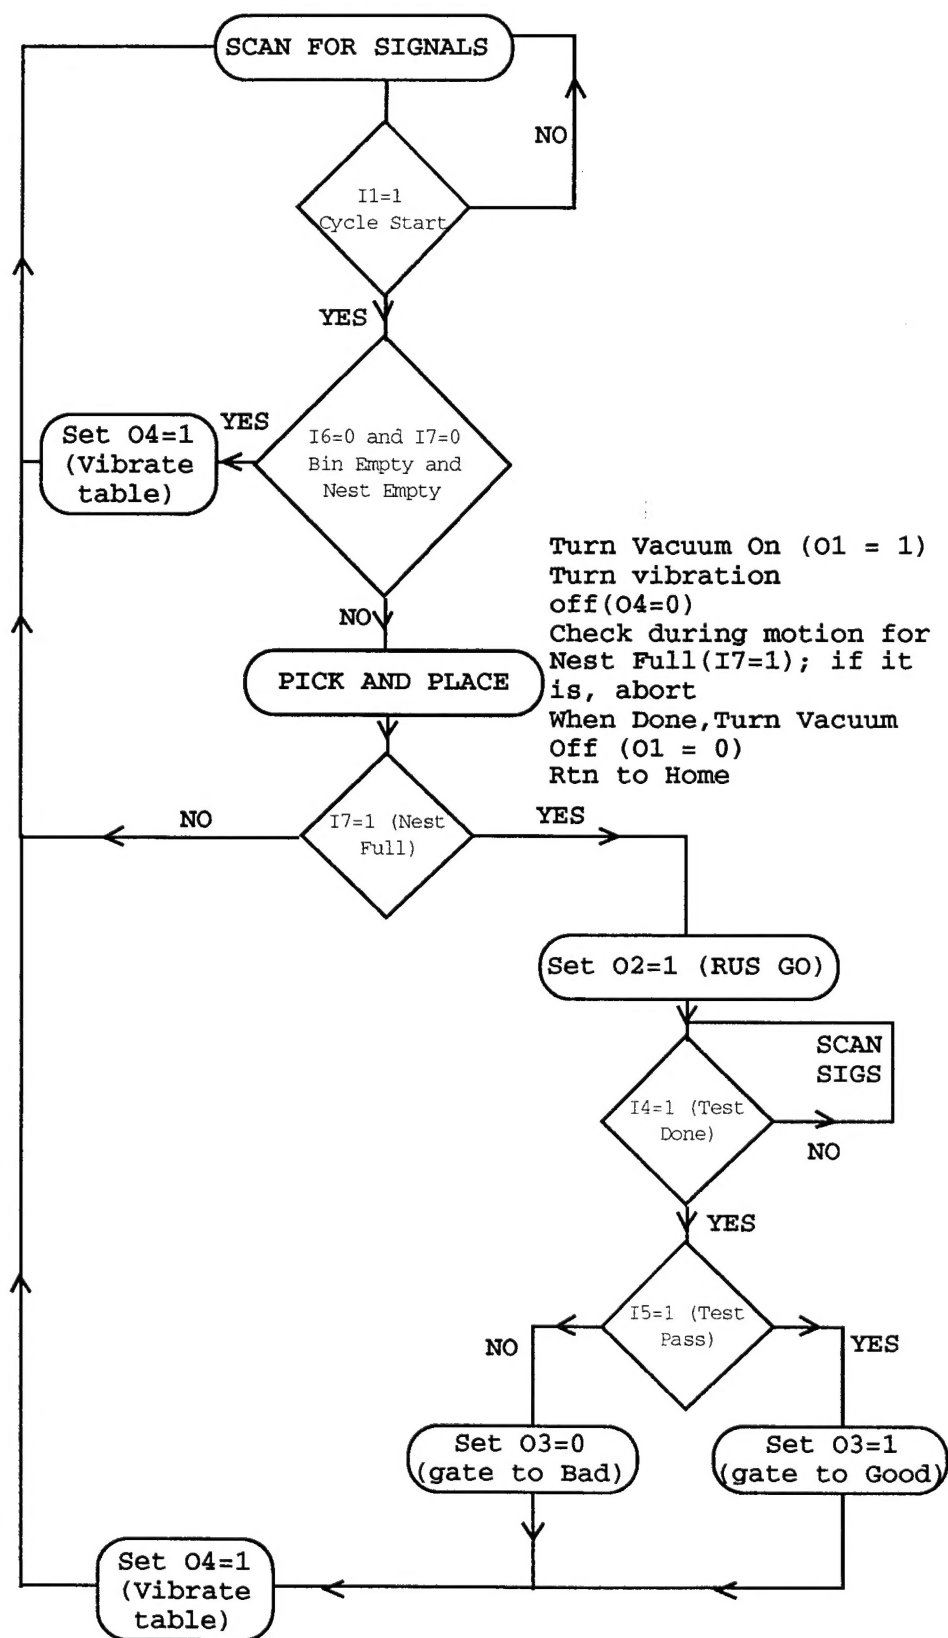 SCAN FOR SIGNALS
NO
I1=1
Cycle Start
YES
I6=0 and I7=0
Bin Empty and
Nest Empty
YES
Set O4=1
(Vibrate
table)
NO
PICK AND PLACE
Turn Vacuum On (O1 = 1)
Turn vibration
off(O4=0)
Check during motion for
Nest Full(I7=1); if it
is, abort
When Done,Turn Vacuum
Off (O1 = 0)
Rtn to Home
I7=1 (Nest
Full)
NO
YES
Set O2=1 (RUS GO)
SCAN
SIGS
I4=1 (Test
Done)
NO
YES
I5=1 (Test
Pass)
NO
YES
Set O3=0
(gate to Bad)
Set O3=1
(gate to Good)
Set O4=1
(Vibrate
table)